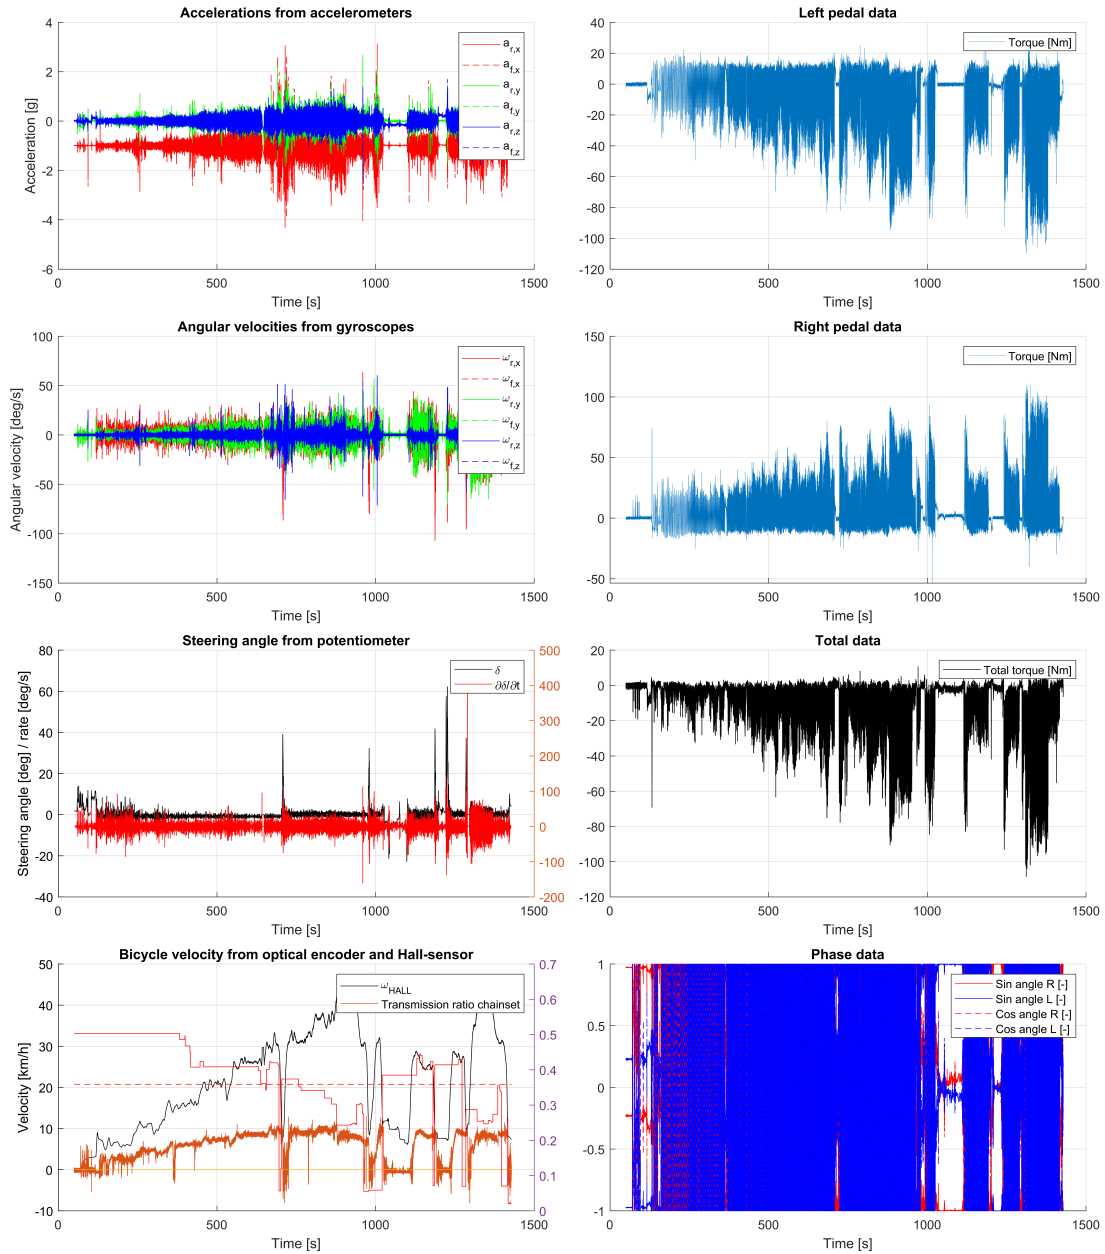 Accelerations from accelerometers
Acceleration [g]
4
2
0
-2
-4
-6
a_r,x
a_f,x
a_r,y
a_f,y
a_r,z
a_f,z
0 500 1000 1500
Time [s]
Left pedal data
40
20
0
-20
-40
-60
-80
-100
-120
Torque [Nm]
0 500 1000 1500
Time [s]
Angular velocities from gyroscopes
Angular velocity [deg/s]
100
50
0
-50
-100
-150
ω_r,x
ω_f,x
ω_r,y
ω_f,y
ω_r,z
ω_f,z
0 500 1000 1500
Time [s]
Right pedal data
150
100
50
0
-50
Torque [Nm]
0 500 1000 1500
Time [s]
Steering angle from potentiometer
Steering angle [deg] / rate [deg/s]
80
60
40
20
0
-20
-40
δ
∂δ/∂t
500
400
300
200
100
0
-100
-200
0 500 1000 1500
Time [s]
Total data
20
0
-20
-40
-60
-80
-100
-120
Total torque [Nm]
0 500 1000 1500
Time [s]
Bicycle velocity from optical encoder and Hall-sensor
Velocity [km/h]
50
40
30
20
10
0
-10
ω_HALL
Transmission ratio chainset
0.7
0.6
0.5
0.4
0.3
0.2
0.1
0
0 500 1000 1500
Time [s]
Phase data
1
0.5
0
-0.5
-1
Sin angle R [-]
Sin angle L [-]
Cos angle R [-]
Cos angle L [-]
0 500 1000 1500
Time [s]